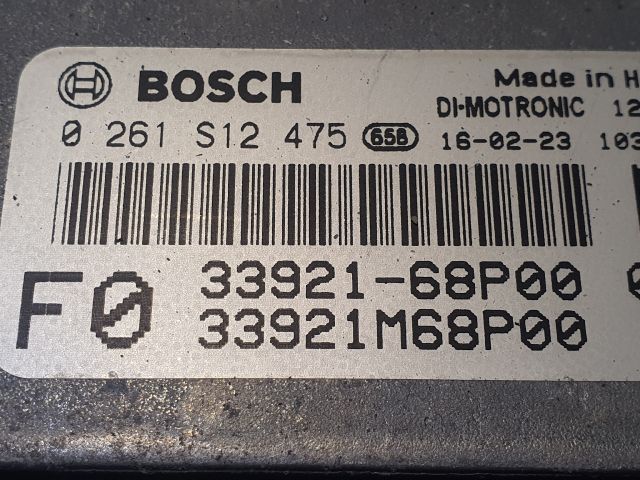 BOSCH Made in H
DI-MOTRONIC 12
0 261 S12 475 658 16-02-23 103
F0 33921-68P00
33921M68P00